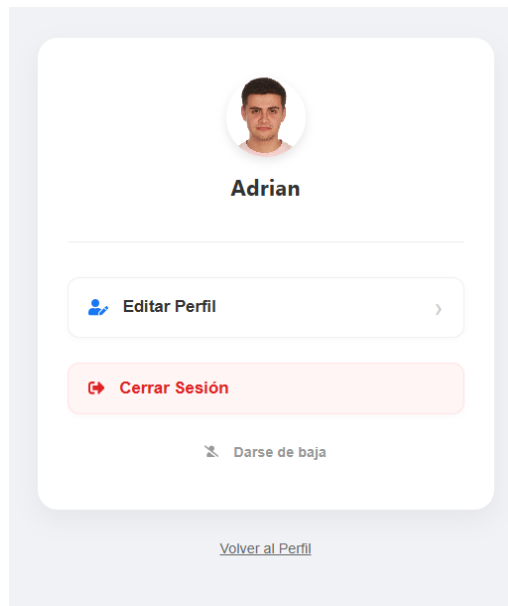 Adrian
Editar Perfil
Cerrar Sesión
Darse de baja
Volver al Perfil